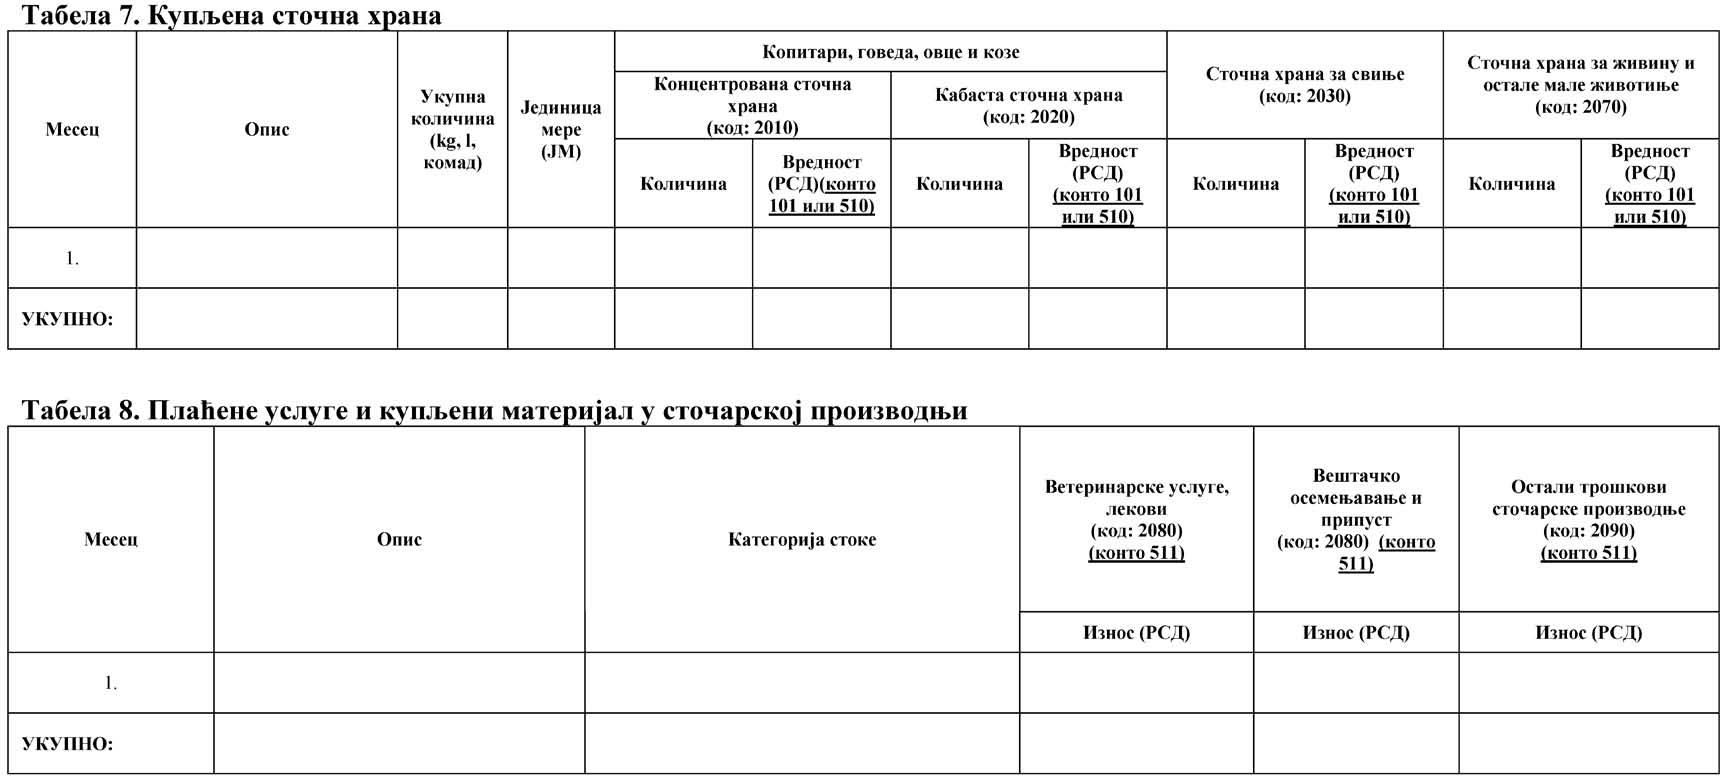 Табела 7. Купљена сточна храна
Месец
Опис
Укупна
количина
(kg, l,
комад)
Јединица
мере
(ЈМ)
Копитари, говеда, овце и козе
Концентрована сточна
храна
(код: 2010)
Кабаста сточна храна
(код: 2020)
Сточна храна за свиње
(код: 2030)
Сточна храна за живину и
остале мале животиње
(код: 2070)
Количина
Вредност
(РСД)(конто
101 или 510)
Количина
Вредност
(РСД)
(конто 101
или 510)
Количина
Вредност
(РСД)
(конто 101
или 510)
Количина
Вредност
(РСД)
(конто 101
или 510)
1.
УКУПНО:
Табела 8. Плаћене услуге и купљени материјал у сточарској производњи
Месец
Опис
Категорија стоке
Ветеринарске услуге,
лекови
(код: 2080)
(конто 511)
Вештачко
осемењавање и
припуст
(код: 2080) (конто
511)
Остали трошкови
сточарске производње
(код: 2090)
(конто 511)
Износ (РСД)
Износ (РСД)
Износ (РСД)
1.
УКУПНО: